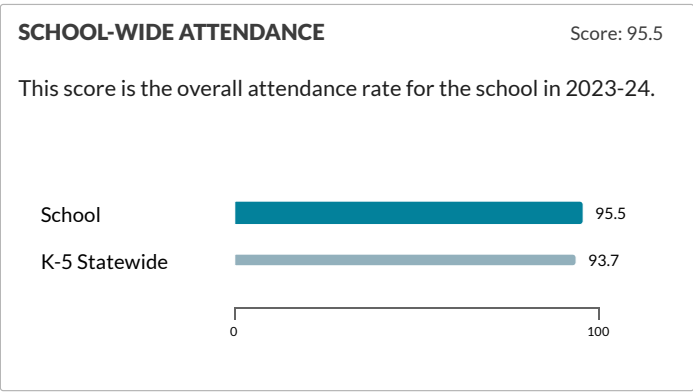 SCHOOL-WIDE ATTENDANCE Score: 95.5
This score is the overall attendance rate for the school in 2023-24.
School 95.5
K-5 Statewide 93.7
0 100